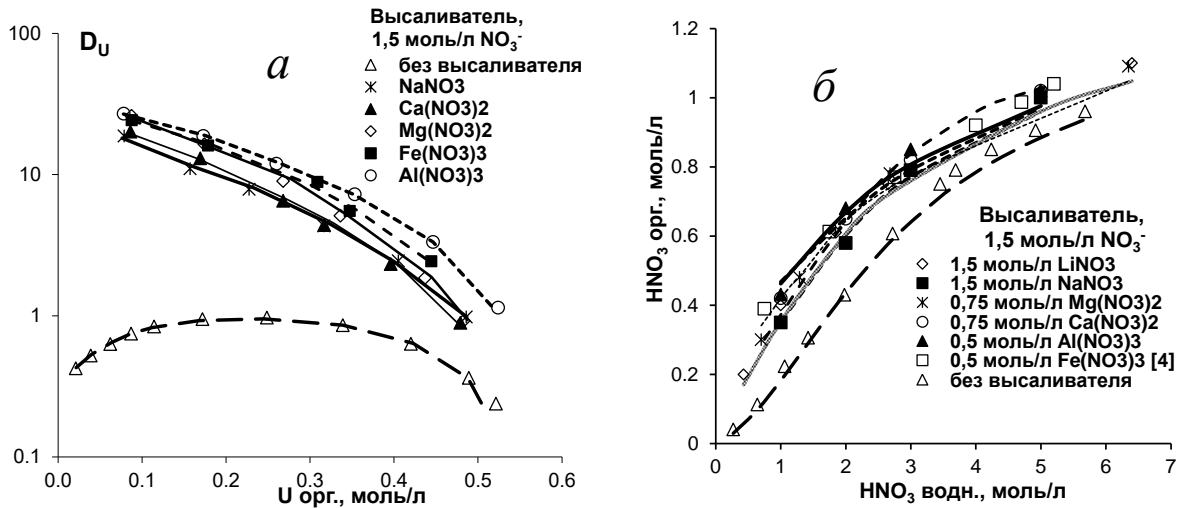 Высаливатель,
1,5 моль/л NO₃⁻
без высаливателя
NaNO3
Ca(NO3)2
Mg(NO3)2
Fe(NO3)3
Al(NO3)3
а
D_U
100
10
1
0.1
0.0 0.1 0.2 0.3 0.4 0.5 0.6
U орг., моль/л
б
HNO₃ орг., моль/л
1.2
1
0.8
0.6
0.4
0.2
0
Высаливатель,
1,5 моль/л NO₃⁻
1,5 моль/л LiNO3
1,5 моль/л NaNO3
0,75 моль/л Mg(NO3)2
0,75 моль/л Ca(NO3)2
0,5 моль/л Al(NO3)3
0,5 моль/л Fe(NO3)3 [4]
без высаливателя
0 1 2 3 4 5 6 7
HNO₃ водн., моль/л